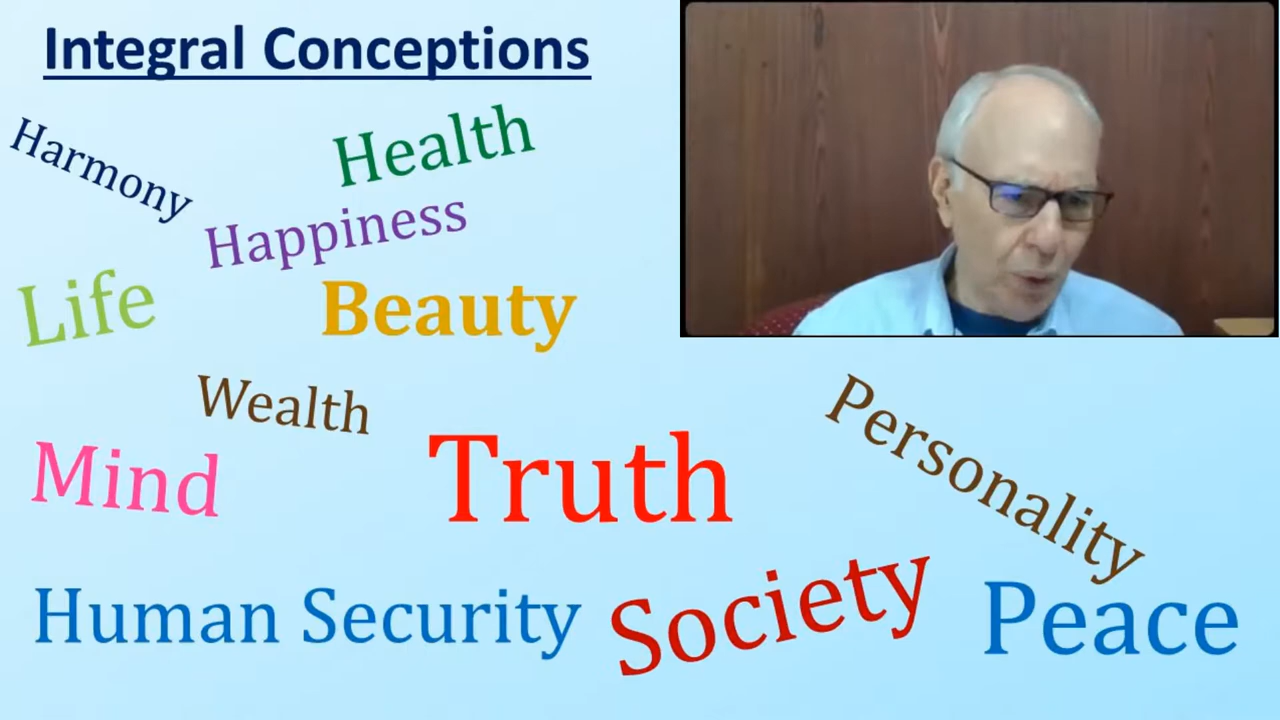 Integral Conceptions
Harmony
Health
Happiness
Life
Beauty
Wealth
Personality
Mind
Truth
Human Security
Society
Peace